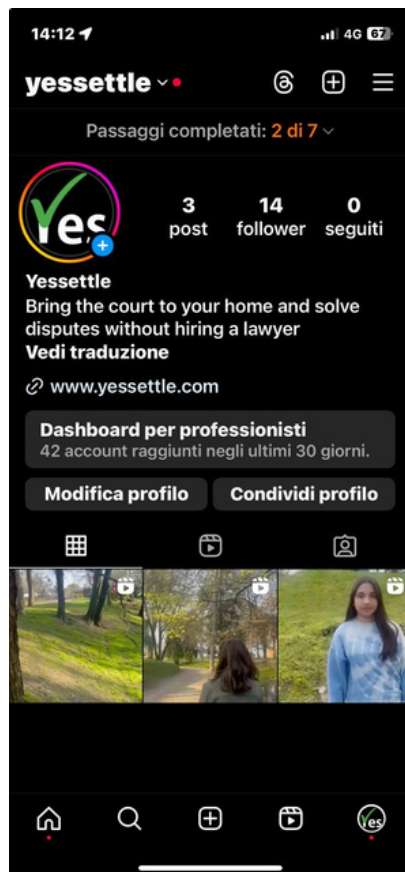 14:12
4G 67
yessettle
Passaggi completati: 2 di 7
Yes
3 14 0
post follower seguiti
Yessettle
Bring the court to your home and solve
disputes without hiring a lawyer
Vedi traduzione
www.yessettle.com
Dashboard per professionisti
42 account raggiunti negli ultimi 30 giorni.
Modifica profilo Condividi profilo
Yes